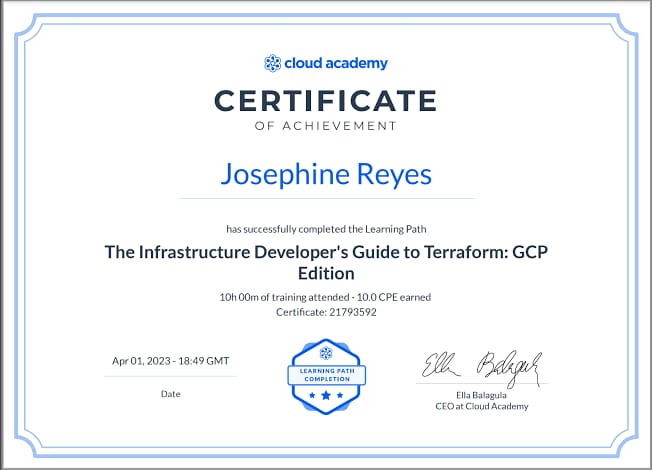 cloud academy
CERTIFICATE
OF ACHIEVEMENT
Josephine Reyes
has successfully completed the Learning Path
The Infrastructure Developer's Guide to Terraform: GCP
Edition
10h 00m of training attended · 10.0 CPE earned
Certificate: 21793592
Apr 01, 2023 - 18:49 GMT
Date
LEARNING PATH
COMPLETION
Ella Balagula
Ella Balagula
CEO at Cloud Academy